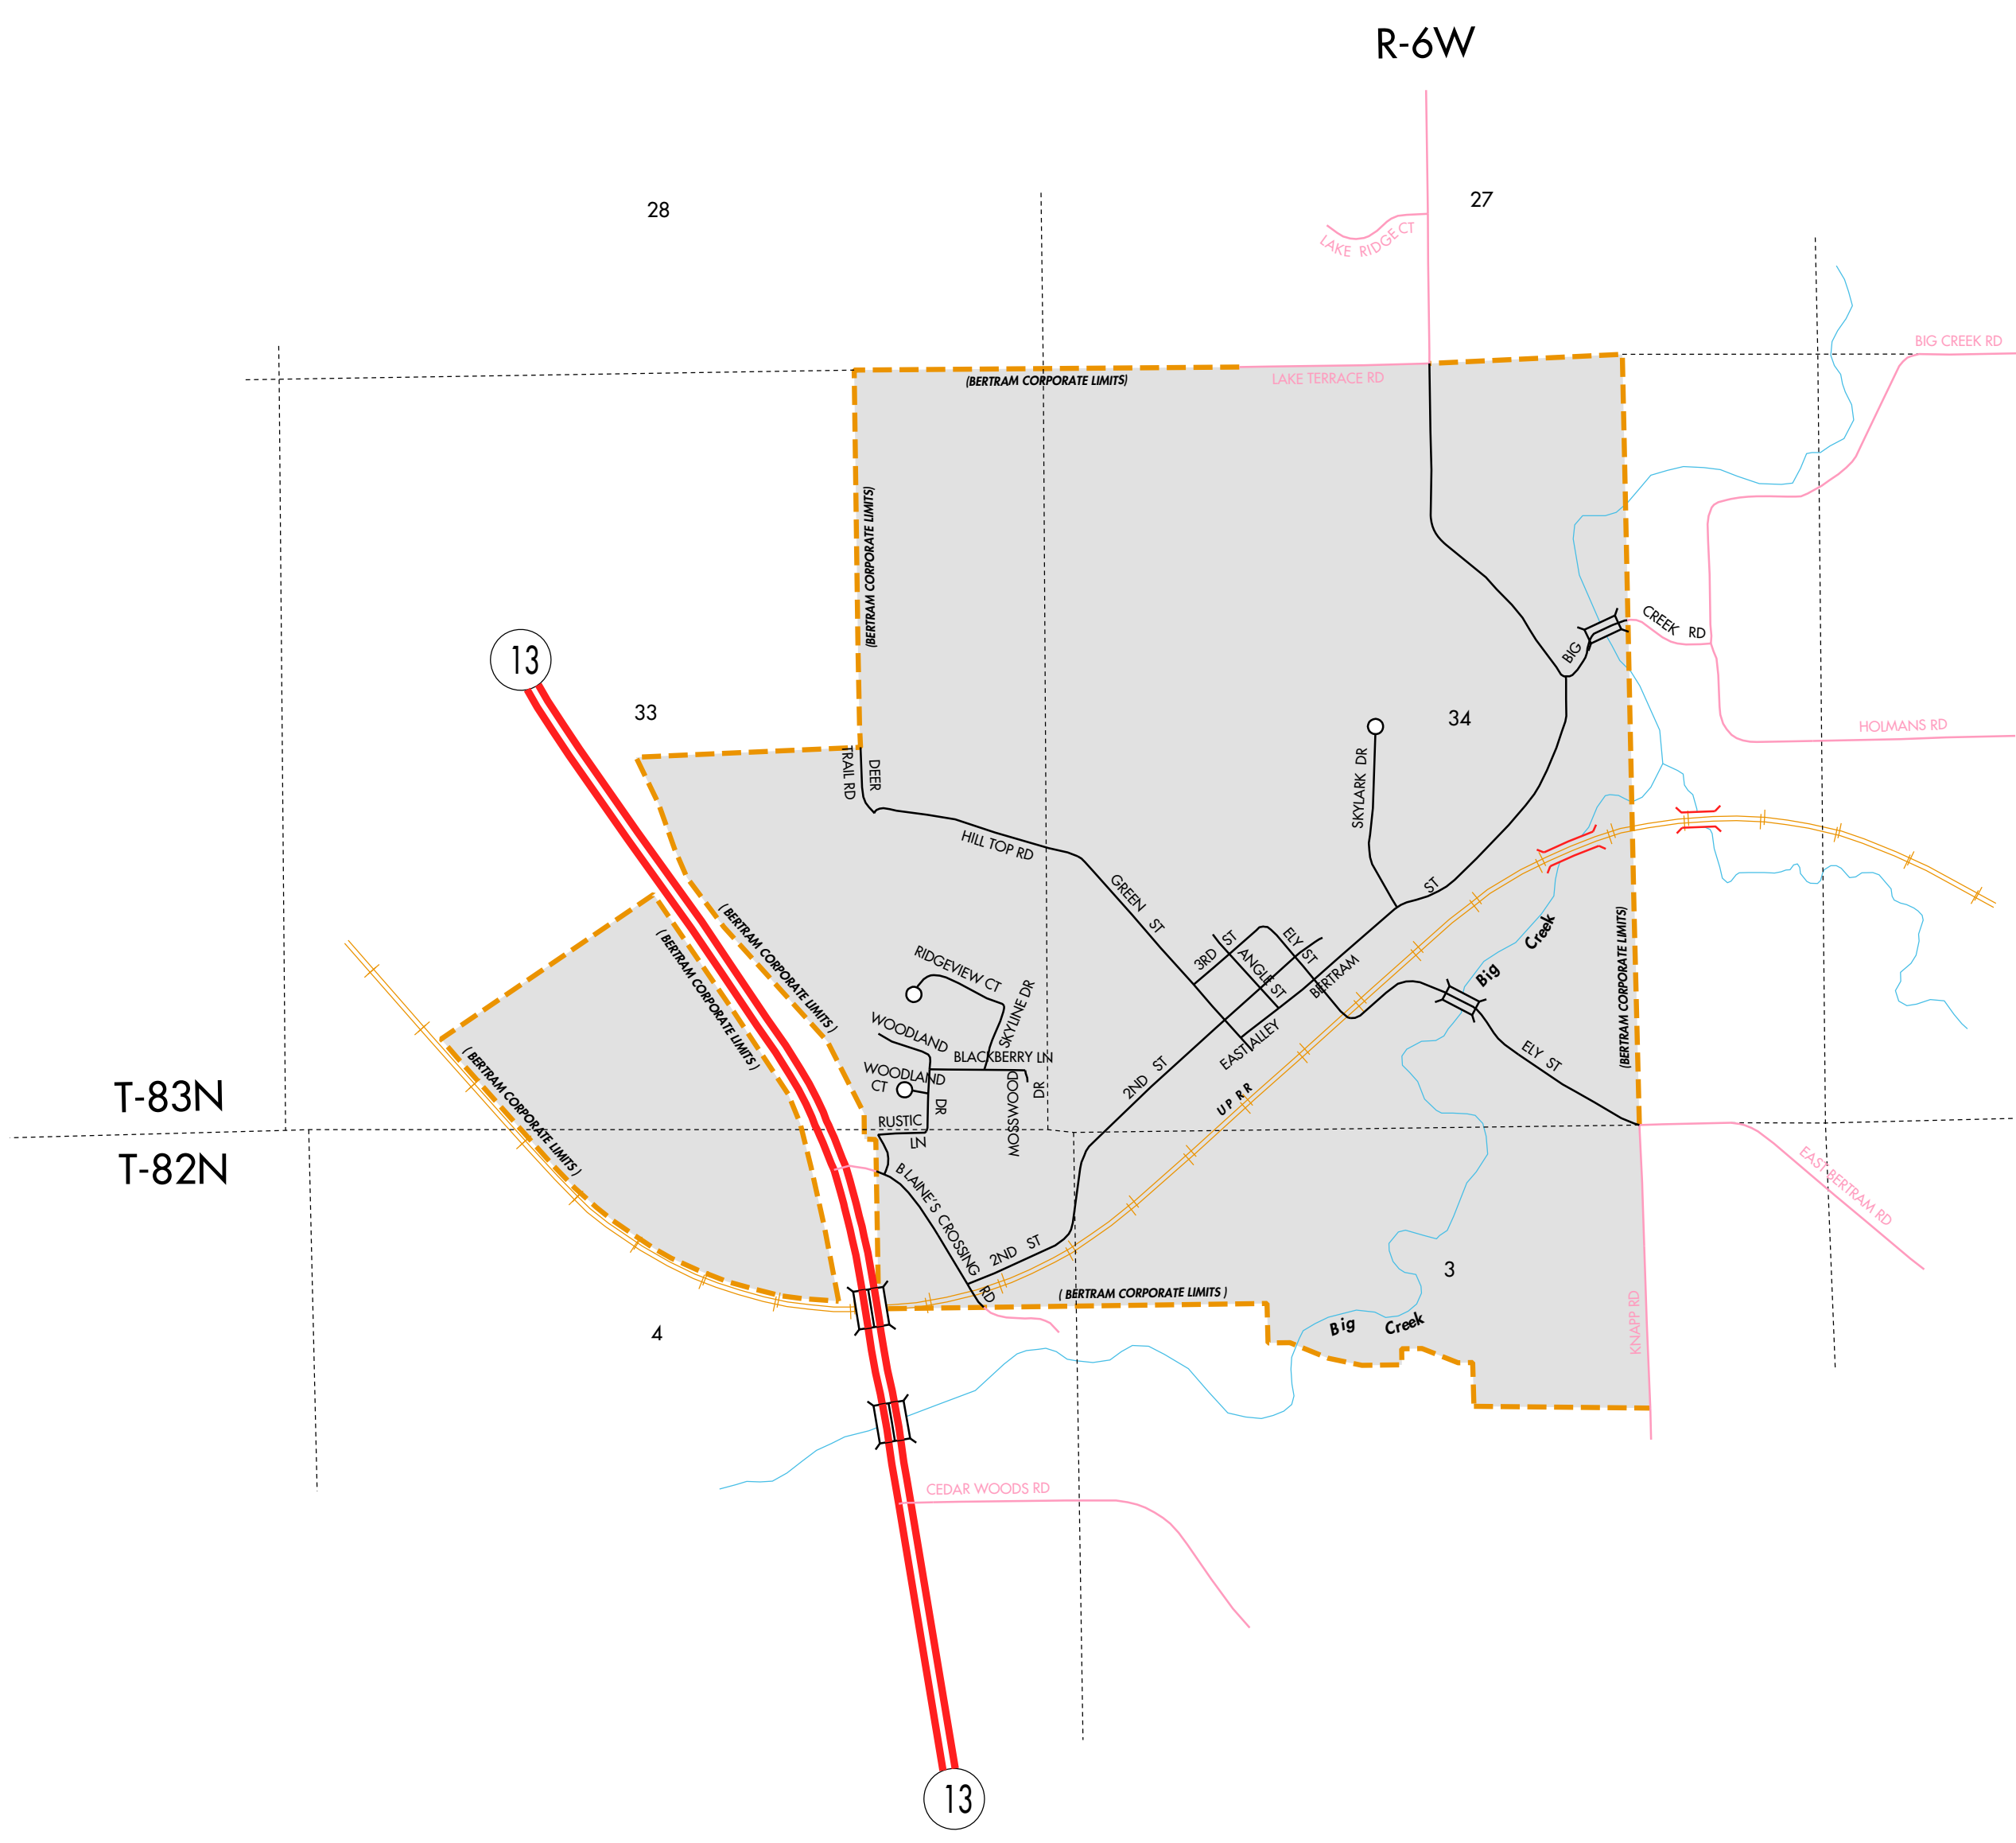 R-6W
28
27
LAKE RIDGE CT
BIG CREEK RD
(BERTRAM CORPORATE LIMITS)
LAKE TERRACE RD
(BERTRAM CORPORATE LIMITS)
13
33
34
BIG CREEK RD
HOLMANS RD
DEER TRAIL RD
SKYLARK DR
HILL TOP RD
GREEN ST
BERTRAM ST
3RD ST
ELY ST
ANGLE ST
EAST ALLEY
( BERTRAM CORPORATE LIMITS )
( BERTRAM CORPORATE LIMITS )
(BERTRAM CORPORATE LIMITS)
Big Creek
RIDGEVIEW CT
SKYLINE DR
WOODLAND DR
BLACKBERRY LN
WOODLAND CT
MOSSWOOD DR
RUSTIC LN
2ND ST
UP RR
ELY ST
T-83N
T-82N
( BERTRAM CORPORATE LIMITS )
BLAINE'S CROSSING RD
2ND ST
EAST BERTRAM RD
3
( BERTRAM CORPORATE LIMITS )
Big Creek
KNAPP RD
4
CEDAR WOODS RD
13